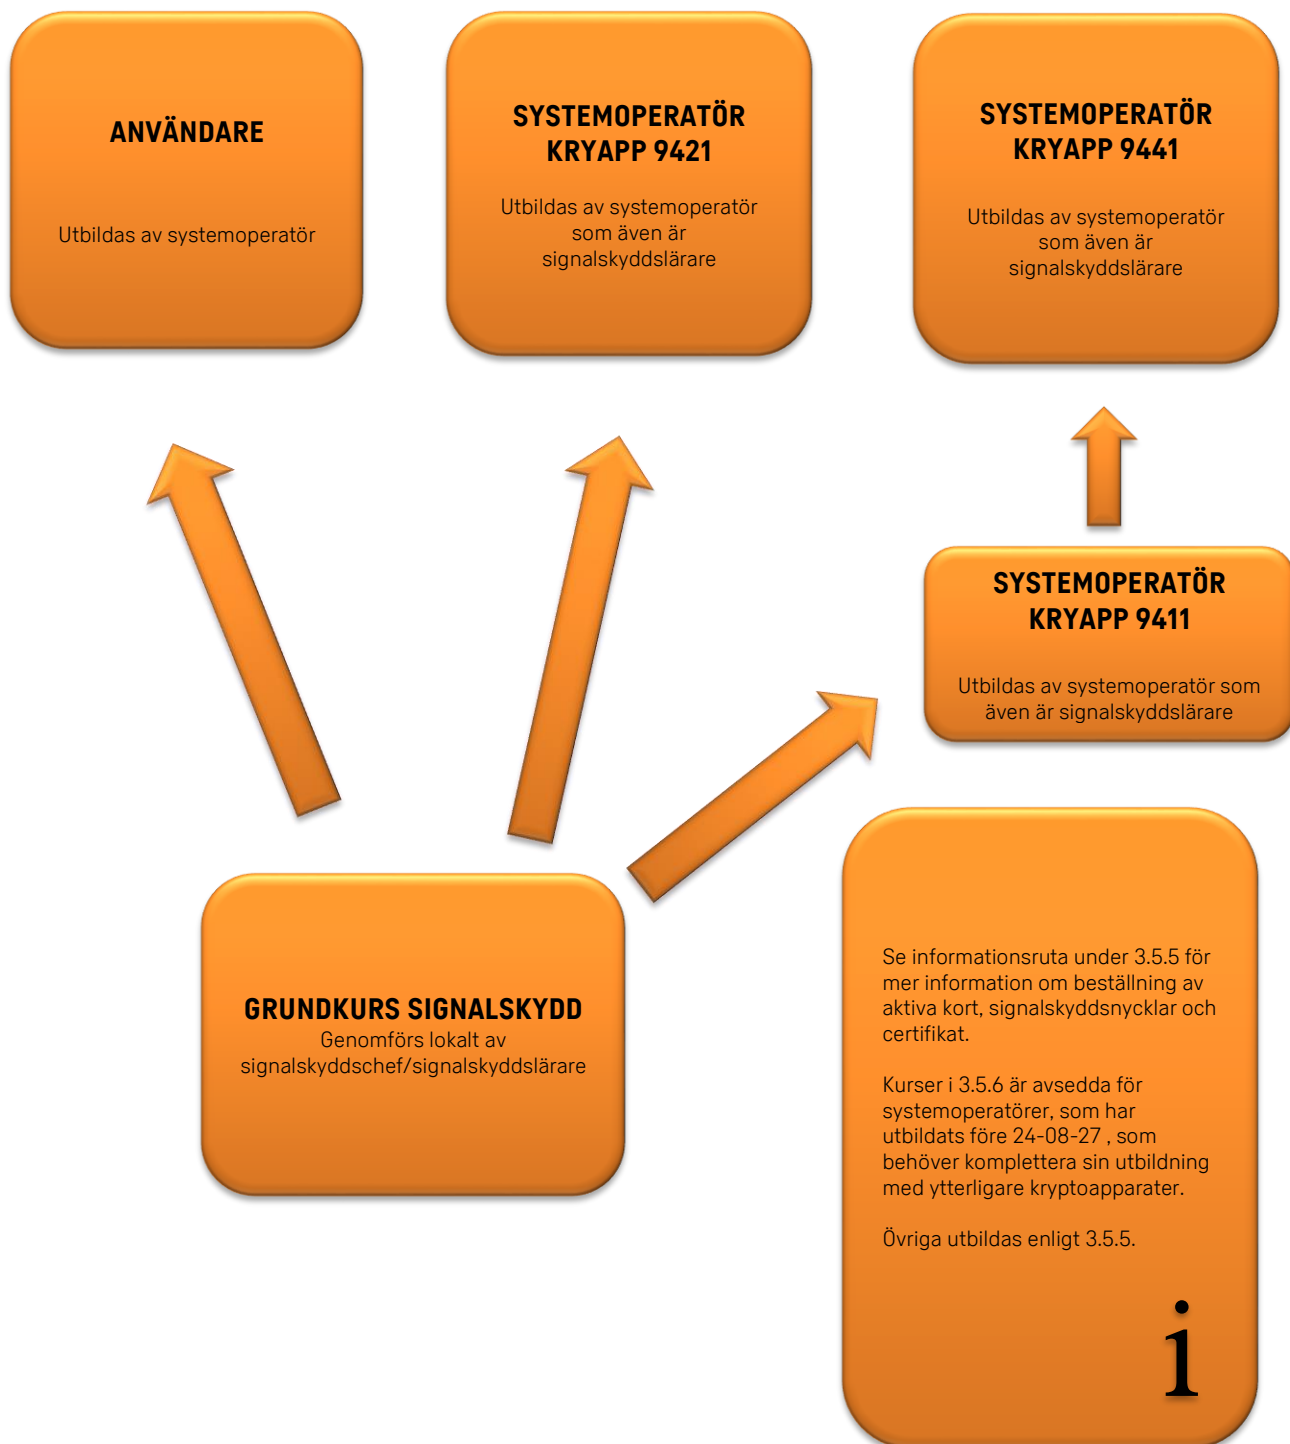 ANVÄNDARE
Utbildas av systemoperatör
SYSTEMOPERATÖR
KRYAPP 9421
Utbildas av systemoperatör
som även är
signalskyddslärare
SYSTEMOPERATÖR
KRYAPP 9441
Utbildas av systemoperatör
som även är
signalskyddslärare
SYSTEMOPERATÖR
KRYAPP 9411
Utbildas av systemoperatör som
även är signalskyddslärare
GRUNDKURS SIGNALSKYDD
Genomförs lokalt av
signalskyddschef/signalskyddslärare
Se informationsruta under 3.5.5 för
mer information om beställning av
aktiva kort, signalskyddsnycklar och
certifikat.
Kurser i 3.5.6 är avsedda för
systemoperatörer, som har
utbildats före 24-08-27 , som
behöver komplettera sin utbildning
med ytterligare kryptoapparater.
Övriga utbildas enligt 3.5.5.
i